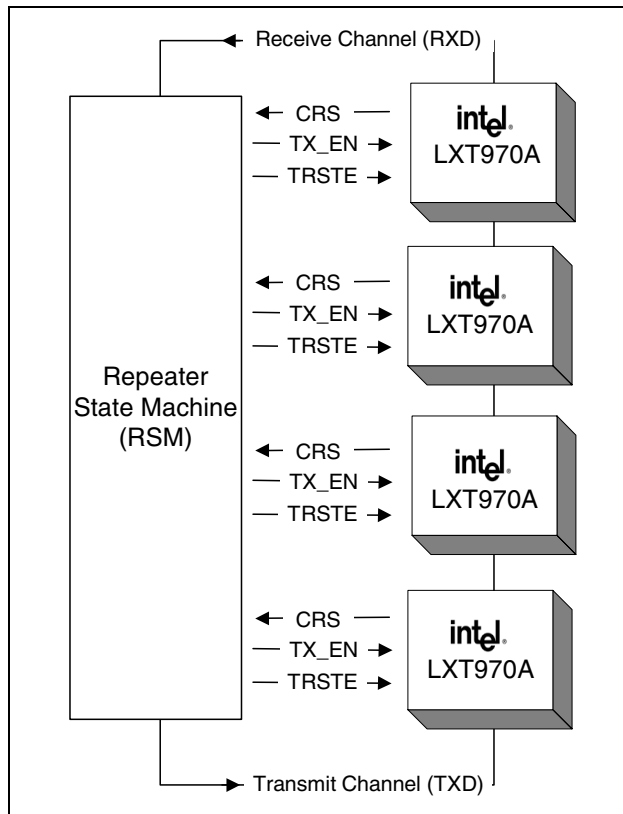 Receive Channel (RXD)
CRS
TX_EN
TRSTE
intel.
LXT970A
CRS
TX_EN
TRSTE
intel.
LXT970A
Repeater
State Machine
(RSM)
CRS
TX_EN
TRSTE
intel.
LXT970A
CRS
TX_EN
TRSTE
intel.
LXT970A
Transmit Channel (TXD)